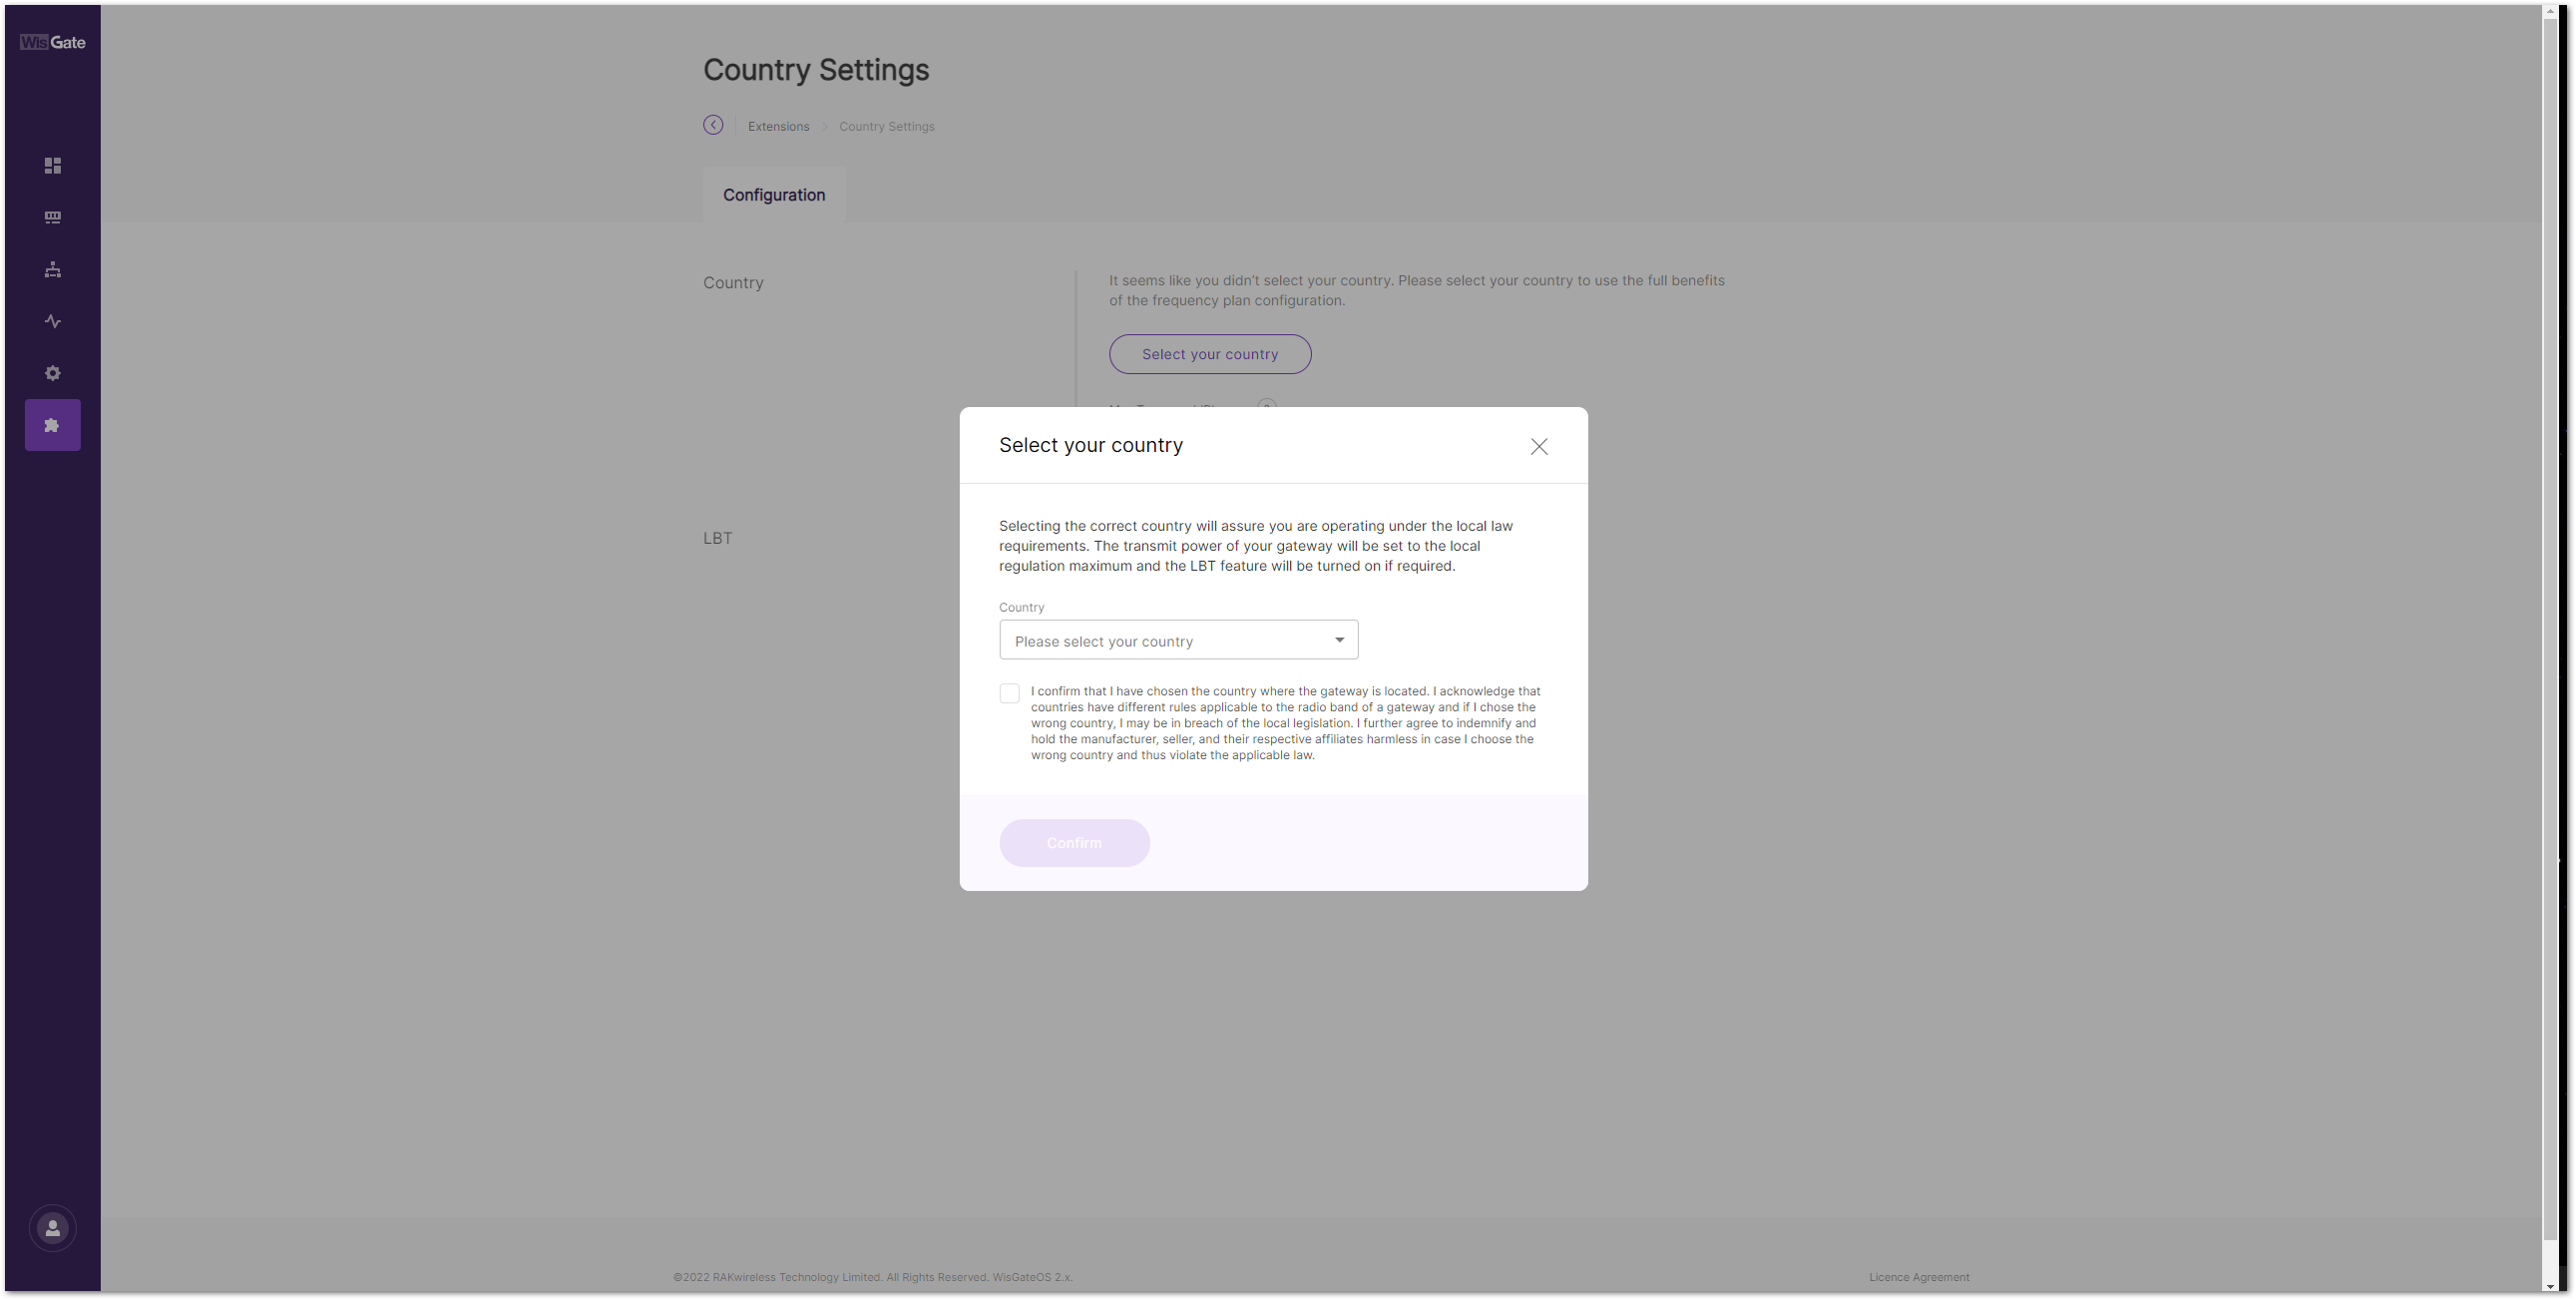 WisGate
Country Settings
Extensions
Country Settings
Configuration
Country
It seems like you didn't select your country. Please select your country to use the full benefits
of the frequency plan configuration.
Select your country
LBT
Select your country
Selecting the correct country will assure you are operating under the local law
requirements. The transmit power of your gateway will be set to the local
regulation maximum and the LBT feature will be turned on if required.
Country
Please select your country
I confirm that I have chosen the country where the gateway is located. I acknowledge that
countries have different rules applicable to the radio band of a gateway and if I chose the
wrong country, I may be in breach of the local legislation. I further agree to indemnify and
hold the manufacturer, seller, and their respective affiliates harmless in case I choose the
wrong country and thus violate the applicable law.
Confirm
©2022 RAKwireless Technology Limited. All Rights Reserved. WisGateOS 2.x.
Licence Agreement